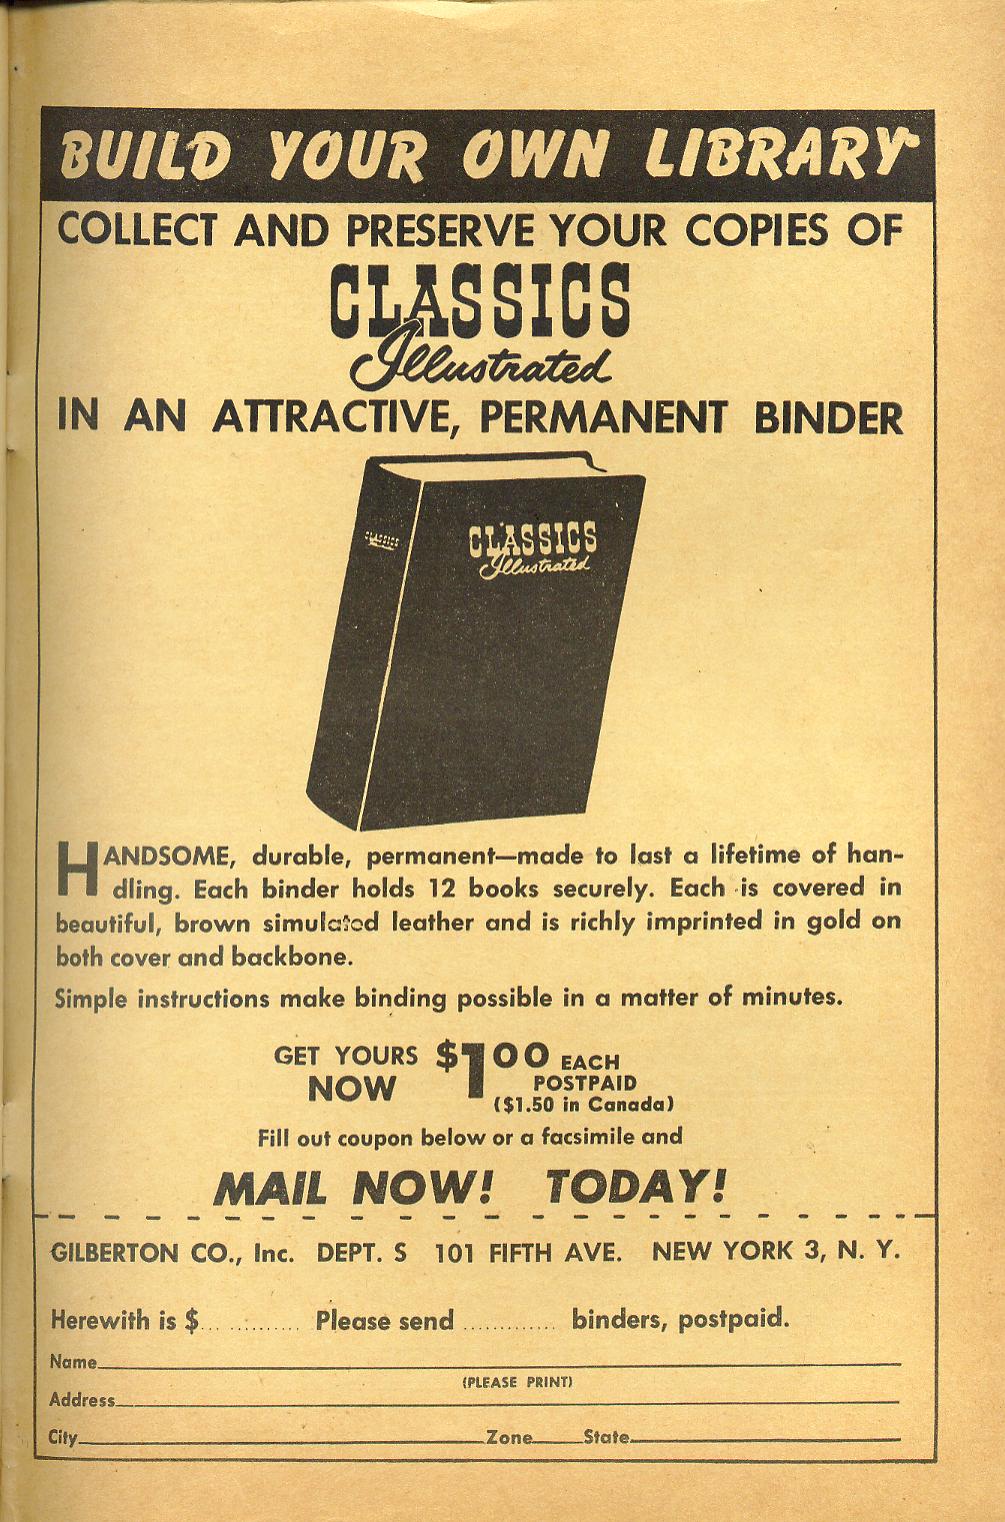 BUILD YOUR OWN LIBRARY
COLLECT AND PRESERVE YOUR COPIES OF
CLASSICS
Illustrated
IN AN ATTRACTIVE, PERMANENT BINDER
CLASSICS
Illustrated
CLASSICS
Illustrated
HANDSOME, durable, permanent—made to last a lifetime of han-
dling. Each binder holds 12 books securely. Each is covered in
beautiful, brown simulated leather and is richly imprinted in gold on
both cover and backbone.
Simple instructions make binding possible in a matter of minutes.
GET YOURS NOW $1.00 EACH
POSTPAID
($1.50 in Canada)
Fill out coupon below or a facsimile and
MAIL NOW! TODAY!
GILBERTON CO., Inc. DEPT. S 101 FIFTH AVE. NEW YORK 3, N. Y.
Herewith is $............. Please send ............. binders, postpaid.
Name
(PLEASE PRINT)
Address
City Zone State